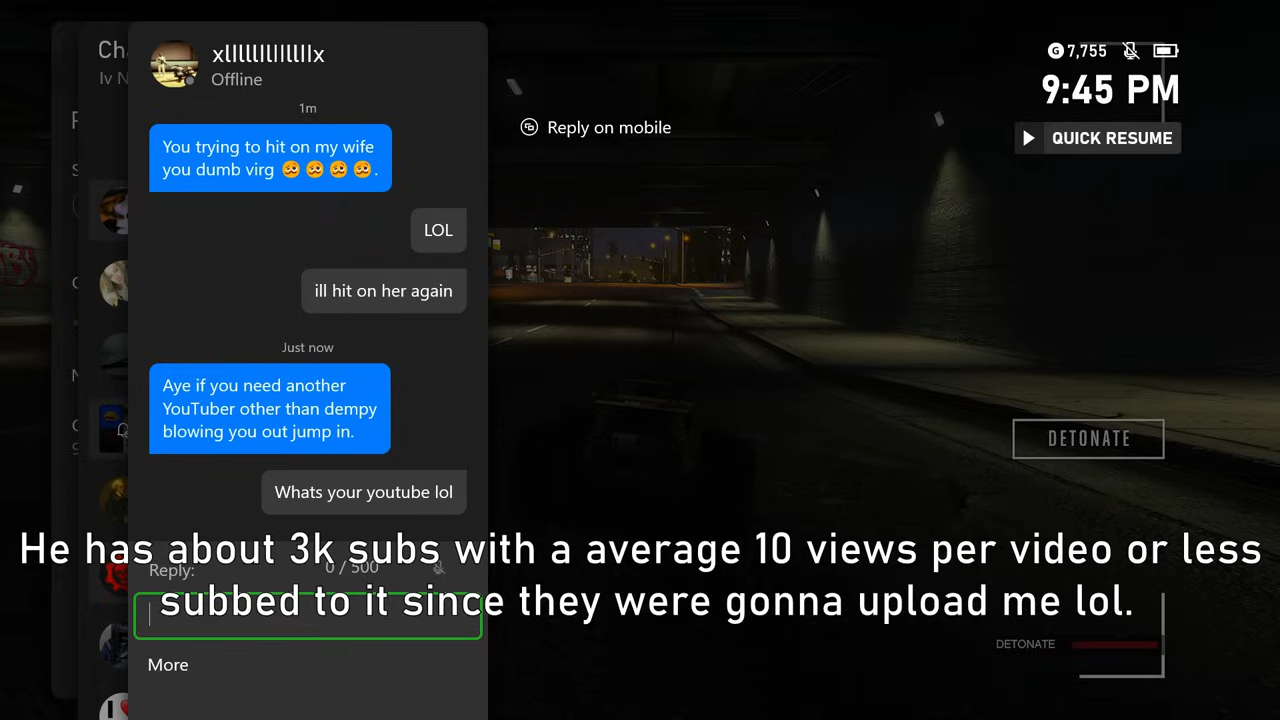 Ch
Iv N
xlIlllIlIIlllIx
Offline
1m
You trying to hit on my wife
you dumb virg 🥺 🥺 🥺 🥺.
LOL
ill hit on her again
Just now
Aye if you need another
YouTuber other than dempy
blowing you out jump in.
Whats your youtube lol
Reply:
0 / 500
More
Reply on mobile
G 7,755
9:45 PM
QUICK RESUME
DETONATE
DETONATE
He has about 3k subs with a average 10 views per video or less
subbed to it since they were gonna upload me lol.